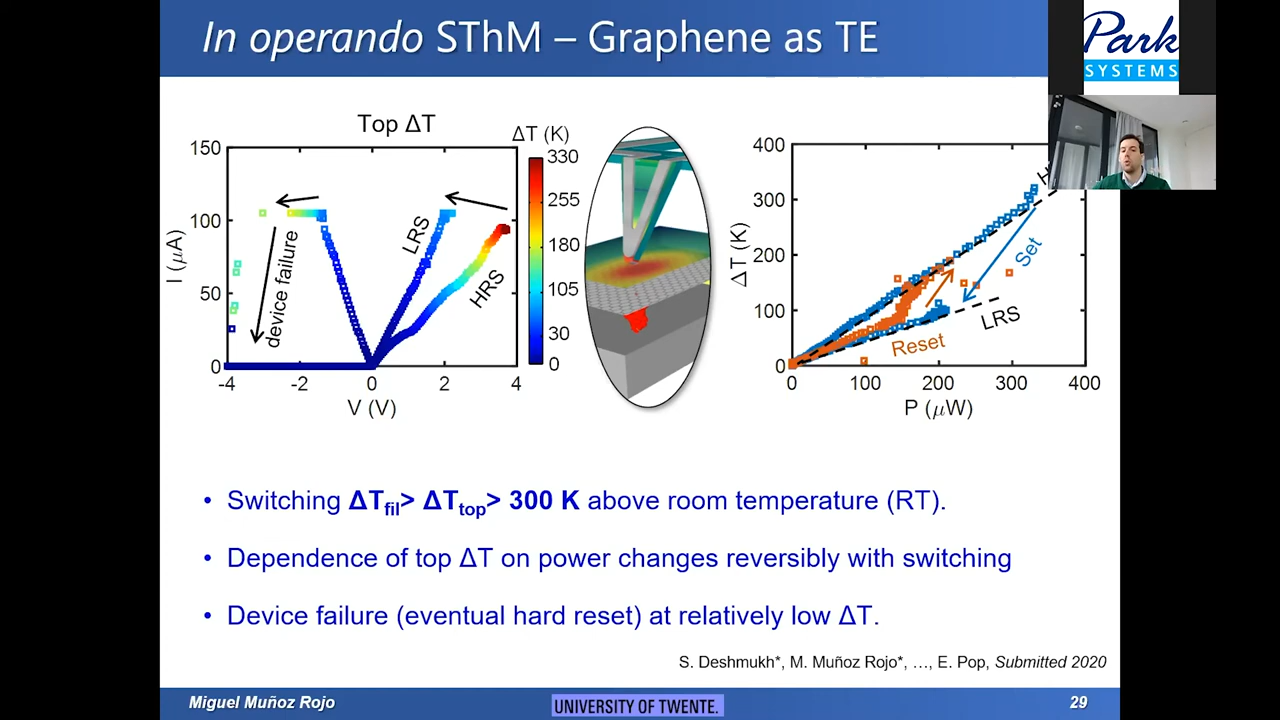 In operando SThM – Graphene as TE
Park
SYSTEMS
Top ΔT
150
100
50
0
I (μA)
-4
-2
0
2
4
V (V)
device failure
LRS
HRS
ΔT (K)
330
255
180
105
30
0
400
300
200
100
0
ΔT (K)
0
100
200
300
400
P (μW)
H
Set
LRS
Reset
• Switching ΔTfil> ΔTtop> 300 K above room temperature (RT).
• Dependence of top ΔT on power changes reversibly with switching
• Device failure (eventual hard reset) at relatively low ΔT.
S. Deshmukh*, M. Muñoz Rojo*, …, E. Pop, Submitted 2020
Miguel Muñoz Rojo
UNIVERSITY OF TWENTE.
29